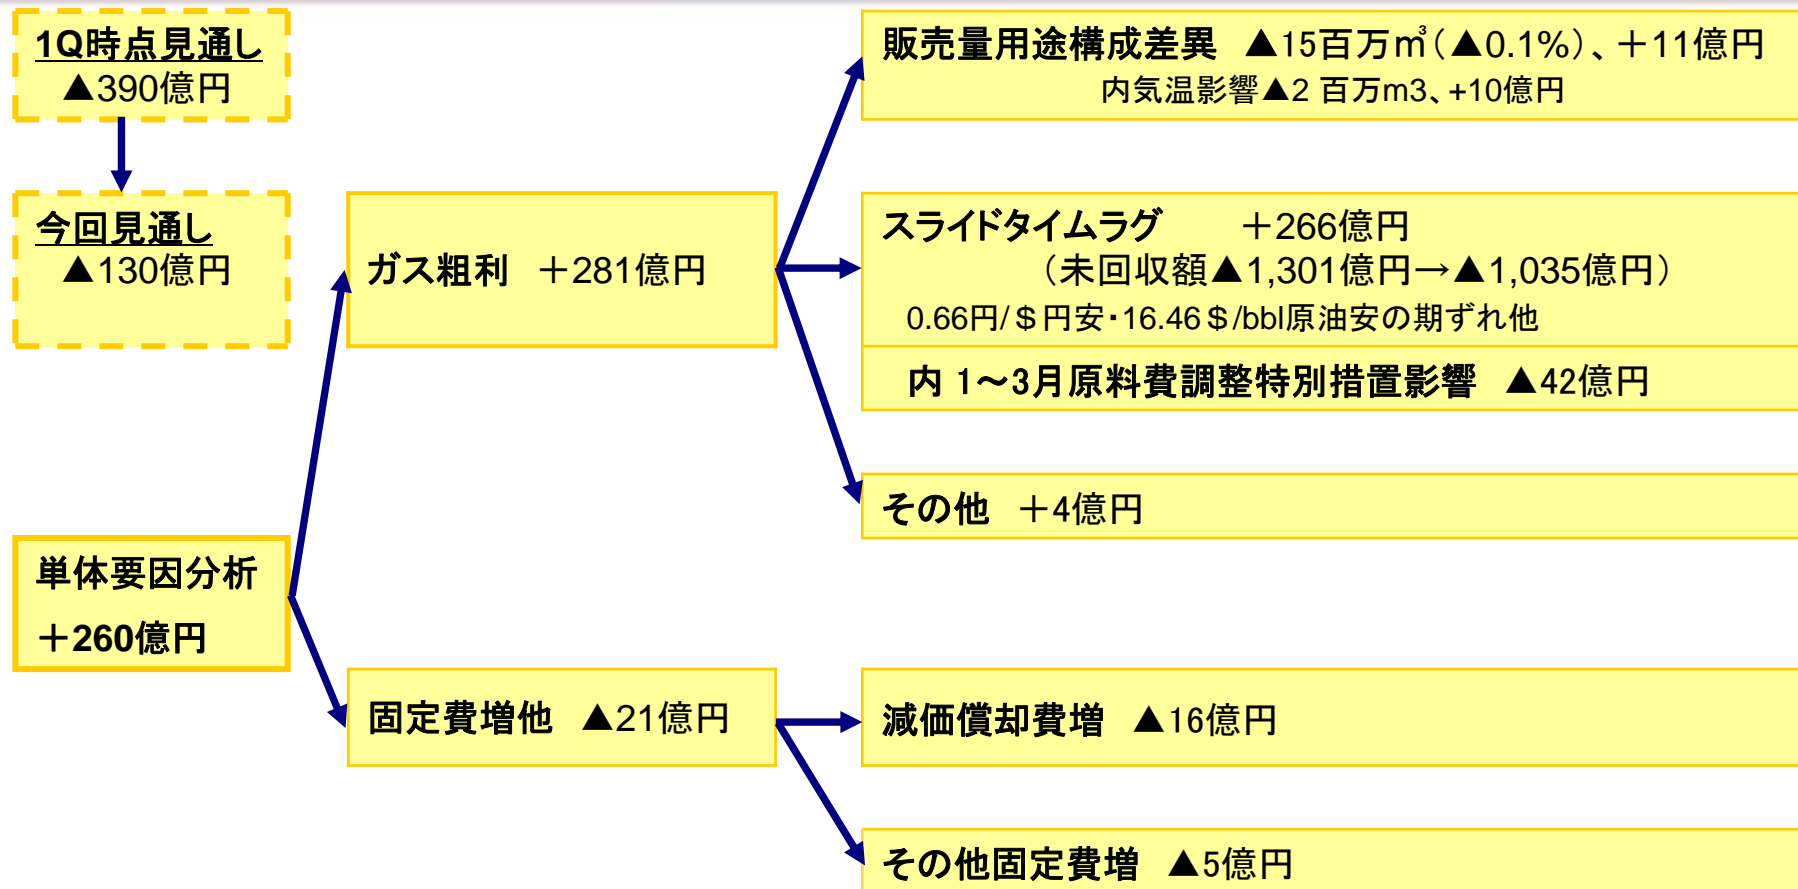 1Q時点見通し
▲390億円
今回見通し
▲130億円
単体要因分析
＋260億円
ガス粗利　＋281億円
固定費増他　▲21億円
販売量用途構成差異　▲15百万㎥（▲0.1%）、＋11億円
内気温影響▲2 百万m3、+10億円
スライドタイムラグ　　＋266億円
（未回収額▲1,301億円→▲1,035億円）
0.66円/＄円安・16.46＄/bbl原油安の期ずれ他
内 1～3月原料費調整特別措置影響　▲42億円
その他　＋4億円
減価償却費増　▲16億円
その他固定費増　▲5億円